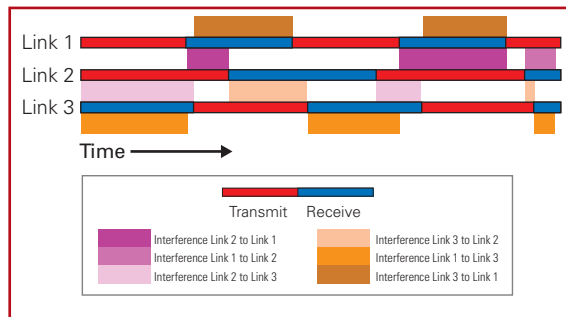 Link 1
Link 2
Link 3
Time
Transmit Receive
Interference Link 2 to Link 1
Interference Link 1 to Link 2
Interference Link 2 to Link 3
Interference Link 3 to Link 2
Interference Link 1 to Link 3
Interference Link 3 to Link 1